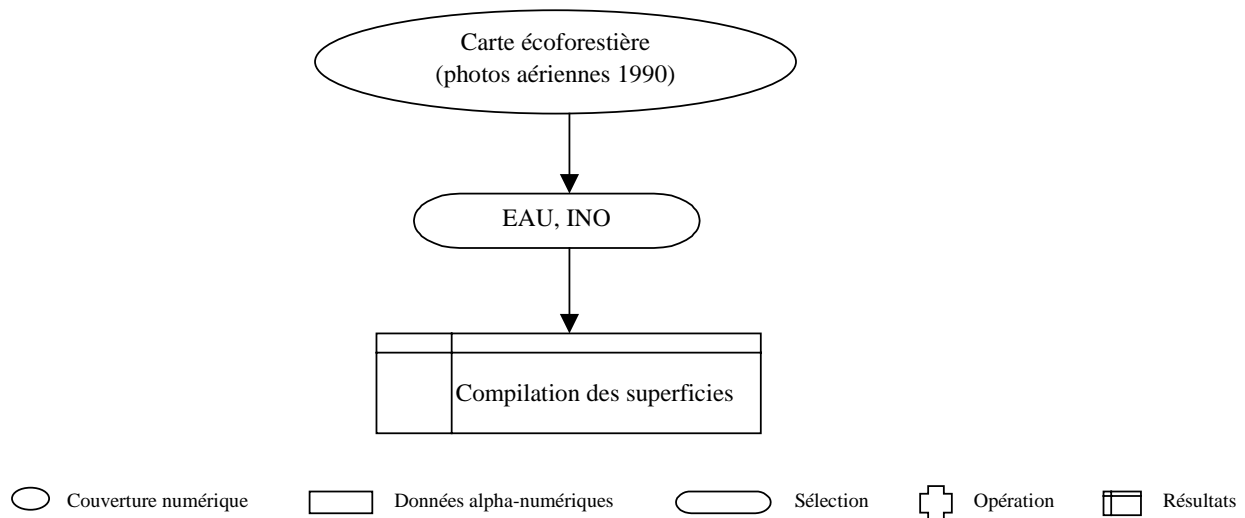 Carte écoforestière
(photos aériennes 1990)
EAU, INO
Compilation des superficies
Couverture numérique
Données alpha-numériques
Sélection
Opération
Résultats